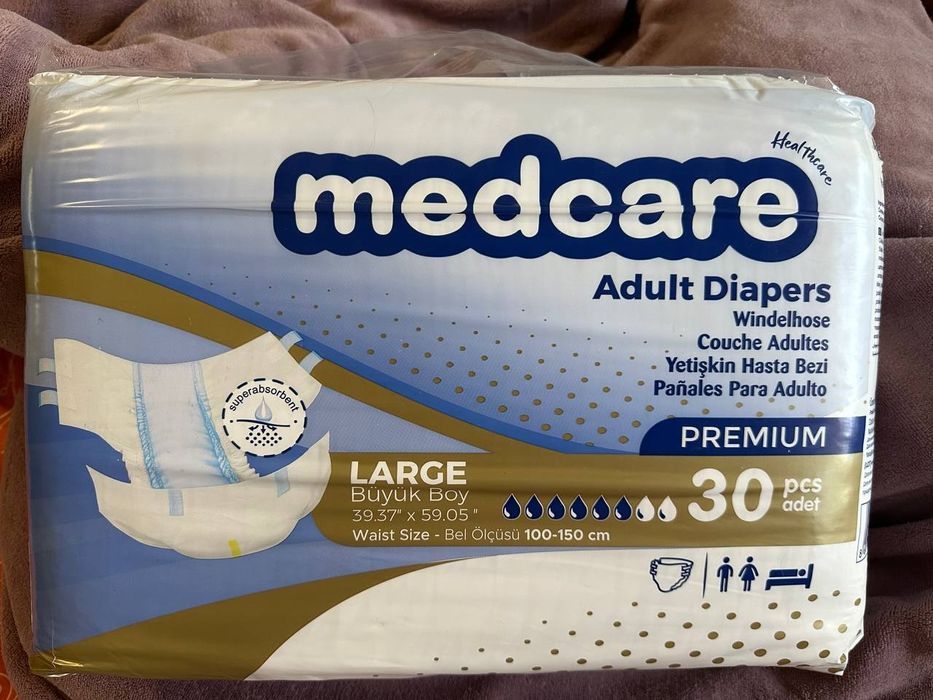 Healthcare
medcare
Adult Diapers
Windelhose
Couche Adultes
Yetişkin Hasta Bezi
Pañales Para Adulto
superabsorbent
PREMIUM
LARGE
Büyük Boy
39.37" x 59.05"
Waist Size - Bel Ölçüsü 100-150 cm
30 pcs
adet